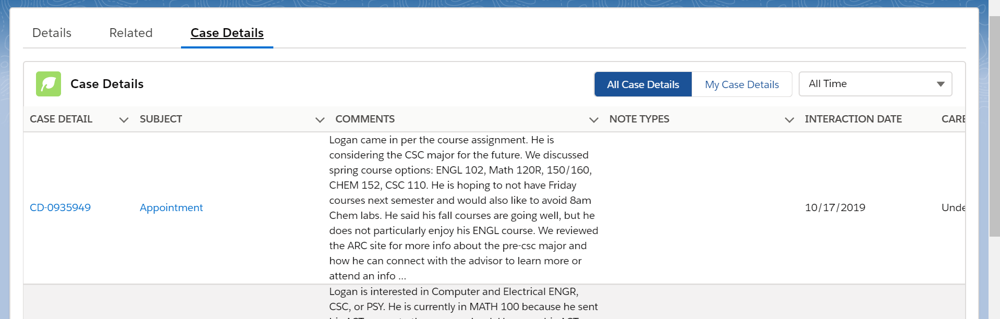 Details Related Case Details
Case Details All Case Details My Case Details All Time
CASE DETAIL SUBJECT COMMENTS NOTE TYPES INTERACTION DATE CARE
Logan came in per the course assignment. He is
considering the CSC major for the future. We discussed
spring course options: ENGL 102, Math 120R, 150/160,
CHEM 152, CSC 110. He is hoping to not have Friday
courses next semester and would also like to avoid 8am
CD-0935949 Appointment 10/17/2019 Unde
Chem labs. He said his fall courses are going well, but he
does not particularly enjoy his ENGL course. We reviewed
the ARC site for more info about the pre-csc major and
how he can connect with the advisor to learn more or
attend an info ...
Logan is interested in Computer and Electrical ENGR,
CSC, or PSY. He is currently in MATH 100 because he sent